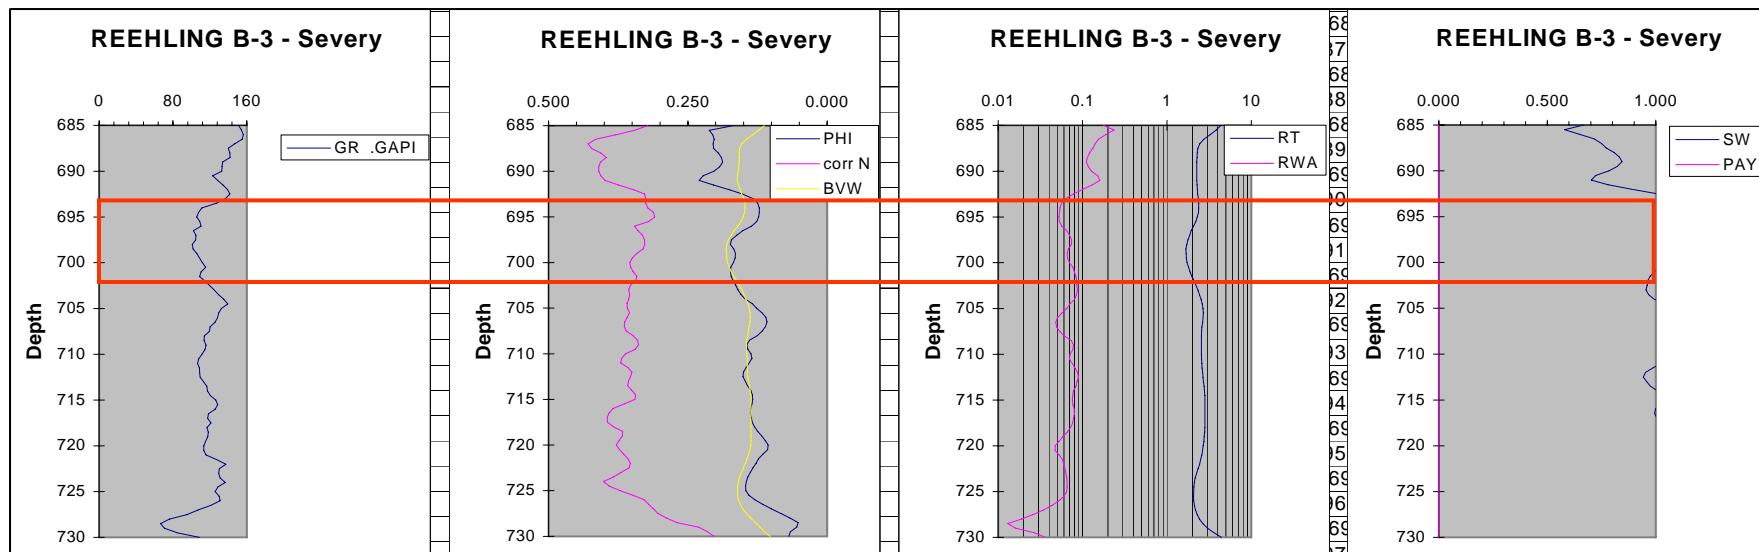 REEHLING B-3 - Severy
0 80 160
685
690
695
700
705
710
715
720
725
730
Depth
GR .GAPI
REEHLING B-3 - Severy
0.500 0.250 0.000
685
690
695
700
705
710
715
720
725
730
Depth
PHI
corr N
BVW
REEHLING B-3 - Severy
0.01 0.1 1 10
685
690
695
700
705
710
715
720
725
730
RT
RWA
REEHLING B-3 - Severy
0.000 0.500 1.000
685
690
695
700
705
710
715
720
725
730
Depth
SW
PAY